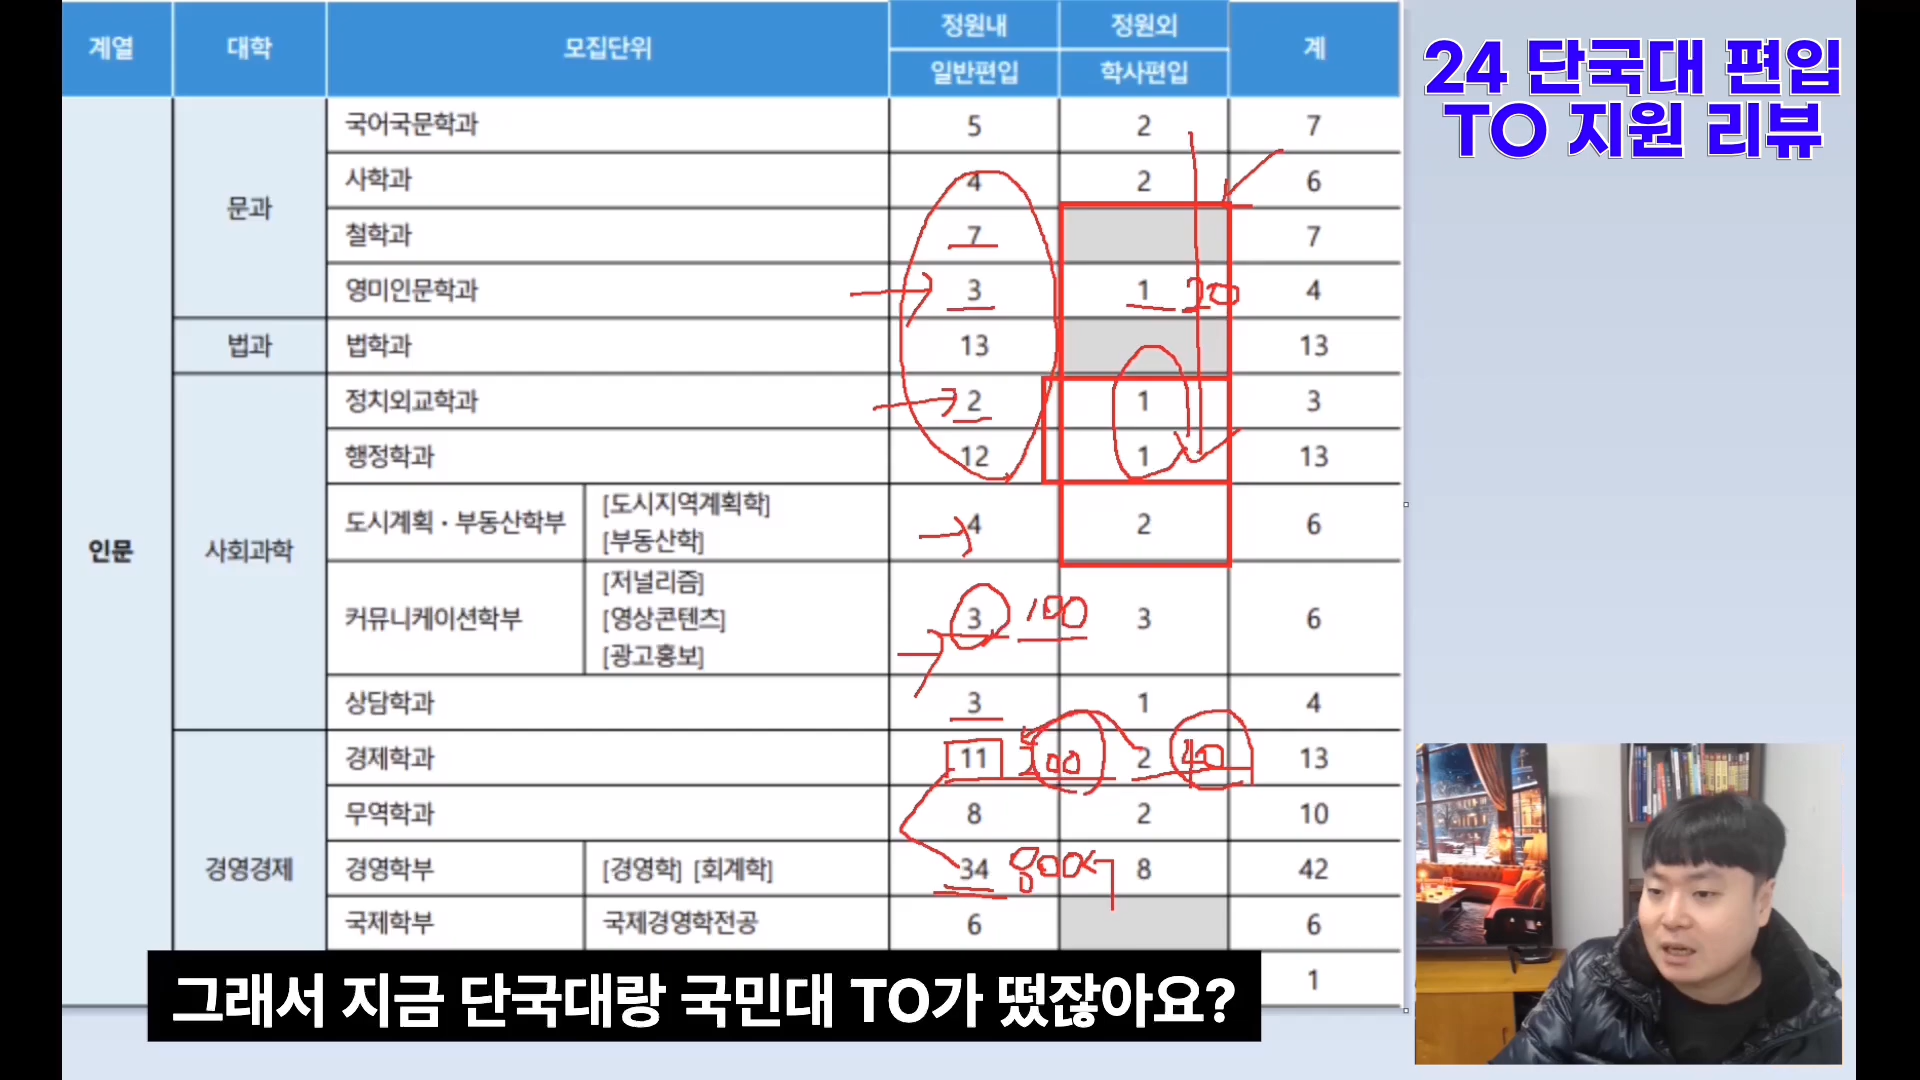 24 단국대 편입
TO 지원 리뷰
계열 대학 모집단위 정원내 정원외 계
일반편입 학사편입
인문
문과
국어국문학과 5 2 7
사학과 4 2 6
철학과 7 7
영미인문학과 3 1 20 4
법과
법학과 13 13
사회과학
정치외교학과 2 1 3
행정학과 12 1 13
도시계획·부동산학부 [도시지역계획학] 4 2 6
[부동산학]
커뮤니케이션학부 [저널리즘] 3 100 3 6
[영상콘텐츠]
[광고홍보]
상담학과 3 1 4
경영경제
경제학과 11 200 2 40 13
무역학과 8 2 10
경영학부 [경영학] [회계학] 34 800 8 42
국제학부 국제경영학전공 6 6
1
그래서 지금 단국대랑 국민대 TO가 떴잖아요?